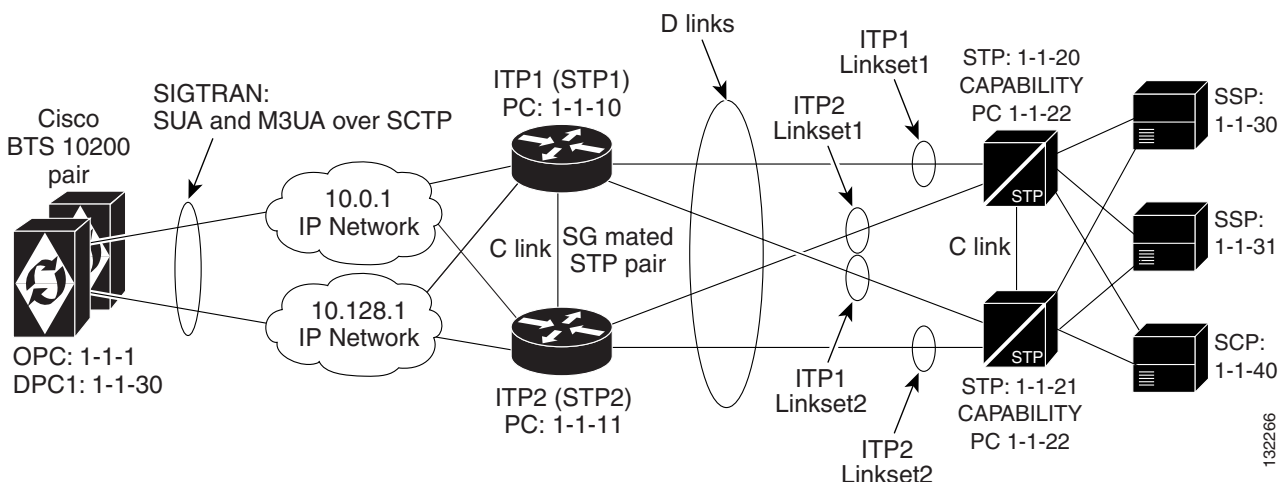 Cisco
BTS 10200
pair
SIGTRAN:
SUA and M3UA over SCTP
10.0.1
IP Network
10.128.1
IP Network
OPC: 1-1-1
DPC1: 1-1-30
ITP1 (STP1)
PC: 1-1-10
C link
SG mated
STP pair
ITP2 (STP2)
PC: 1-1-11
D links
ITP2
Linkset1
ITP1
Linkset1
ITP1
Linkset2
ITP2
Linkset2
STP: 1-1-20
CAPABILITY
PC 1-1-22
STP
C link
STP
STP: 1-1-21
CAPABILITY
PC 1-1-22
SSP:
1-1-30
SSP:
1-1-31
SCP:
1-1-40
132266